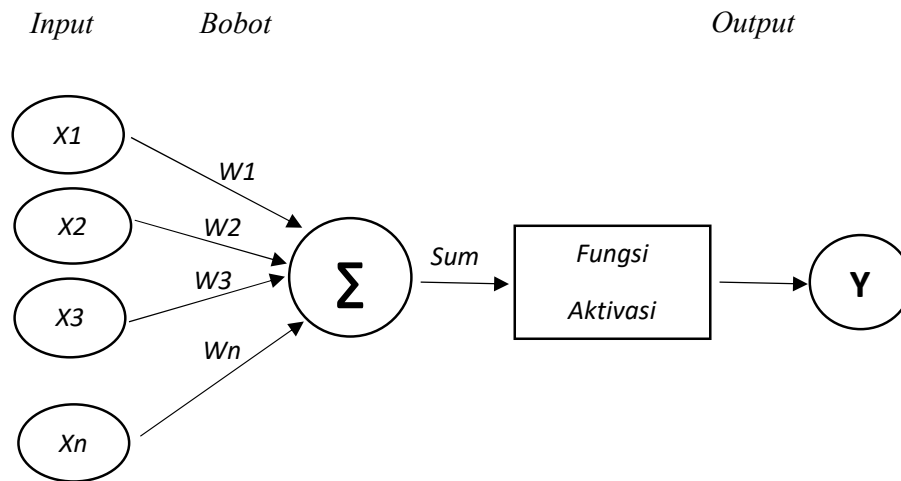 Input Bobot Output
X1
W1
X2
W2
X3
W3
Wn
Xn
Σ
Sum
Fungsi
Aktivasi
Y